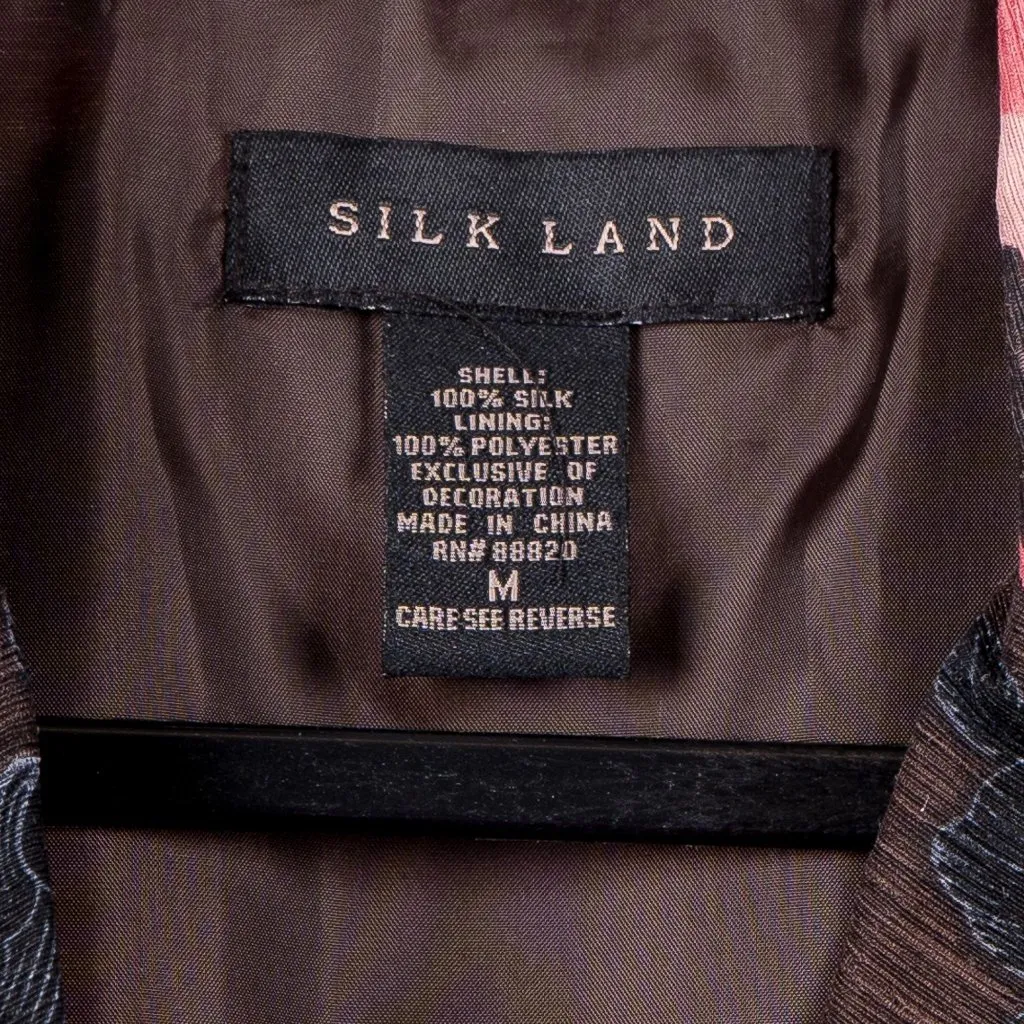 SILK LAND
SHELL:
100% SILK
LINING:
100% POLYESTER
EXCLUSIVE OF
DECORATION
MADE IN CHINA
RN# 88820
M
CARE:SEE REVERSE